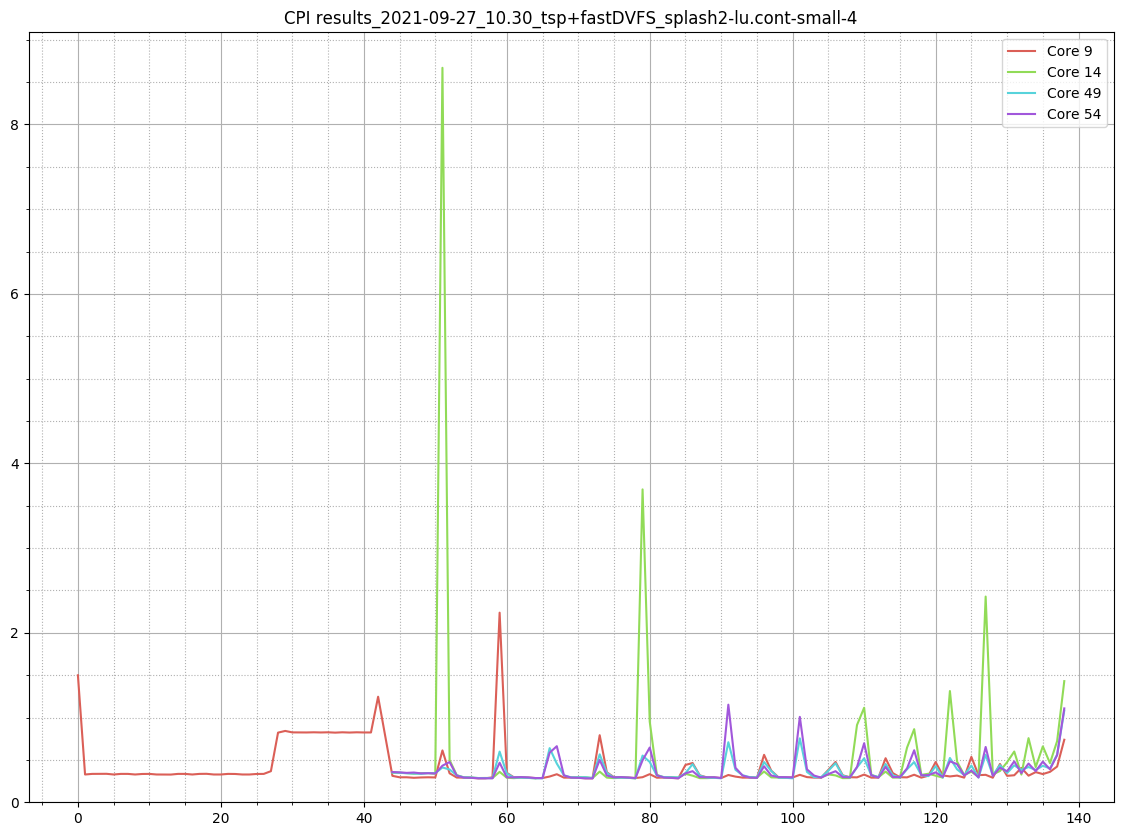 CPI results_2021-09-27_10.30_tsp+fastDVFS_splash2-lu.cont-small-4
Core 9
Core 14
Core 49
Core 54
8
6
4
2
0
0 20 40 60 80 100 120 140